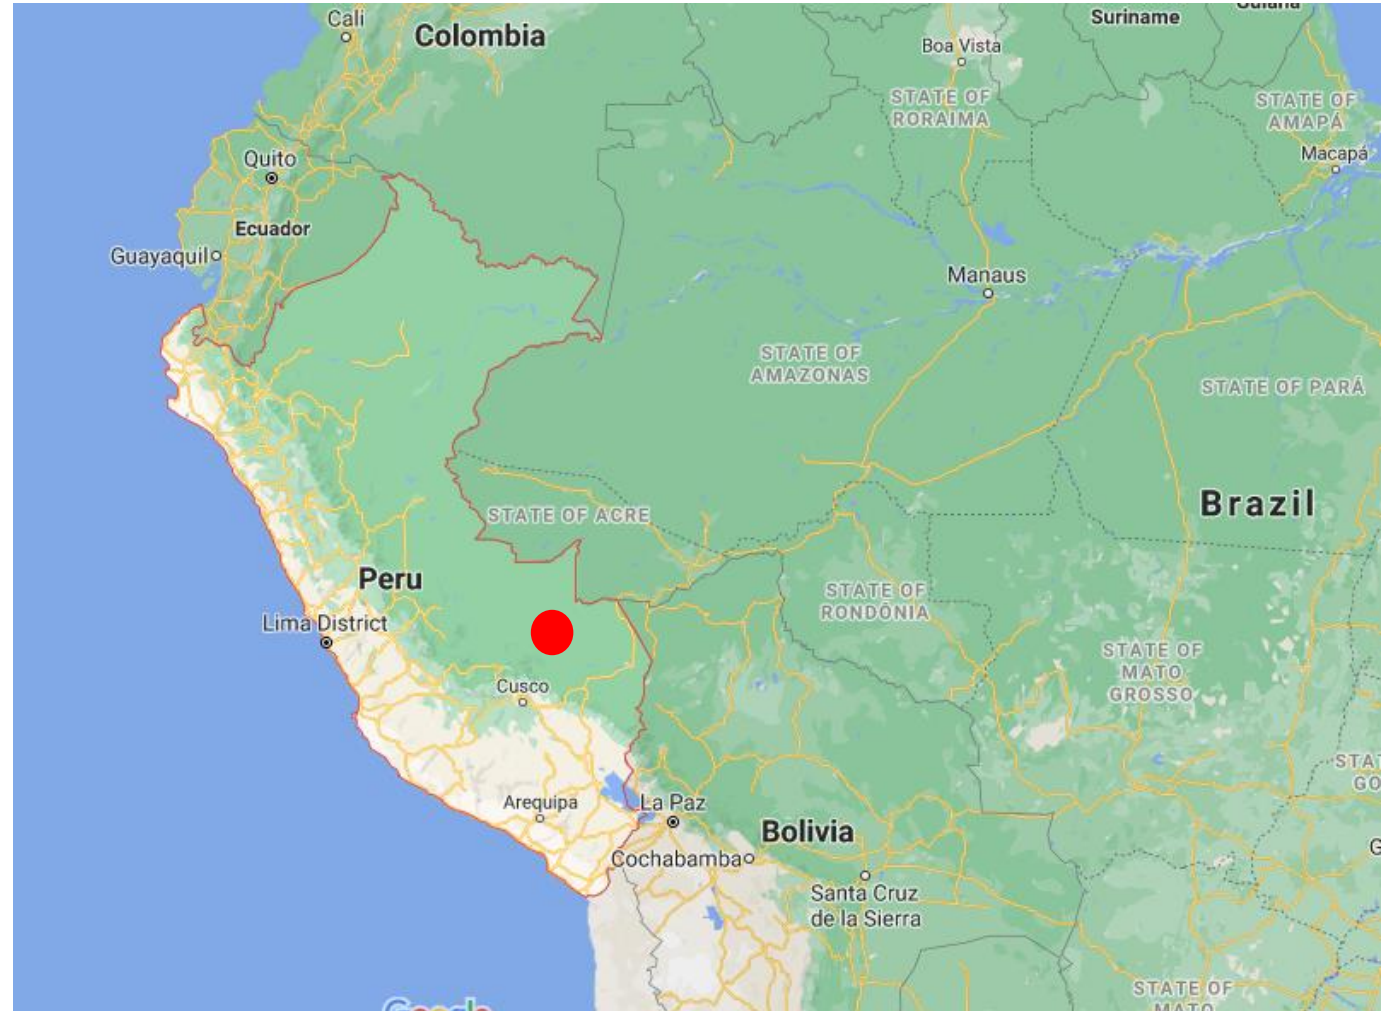 Cali
Colombia
Suriname
Boa Vista
STATE OF
RORAIMA
STATE OF
AMAPÁ
Macapá
Quito
Ecuador
Guayaquil
Manaus
STATE OF
AMAZONAS
STATE OF PARÁ
Brazil
STATE OF ACRE
Peru
STATE OF
RONDÔNIA
Lima District
STATE OF
MATO
GROSSO
Cusco
Arequipa
La Paz
Bolivia
Cochabamba
Santa Cruz
de la Sierra
STATE OF